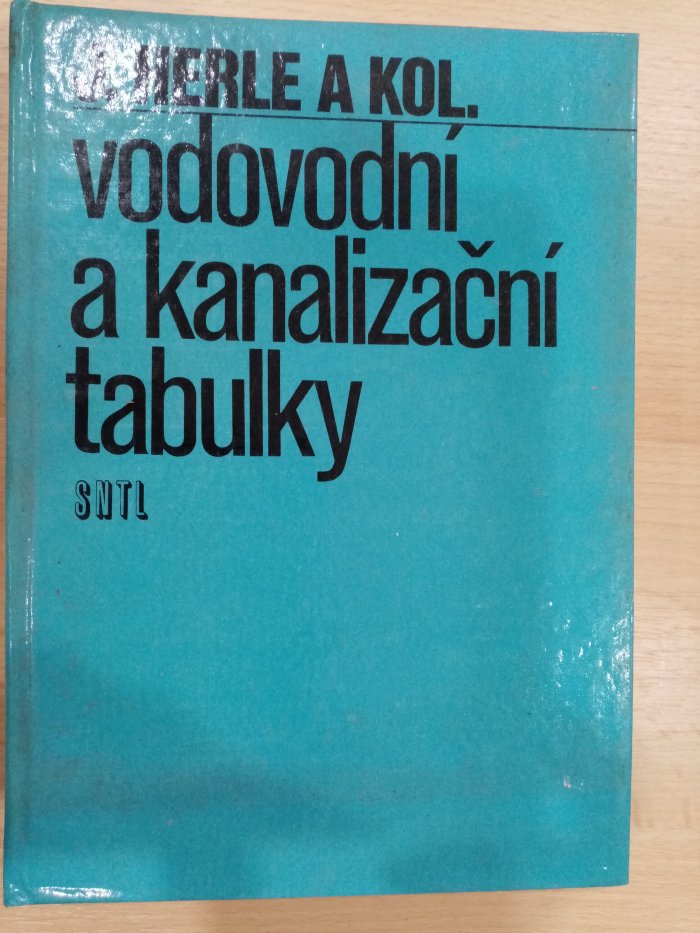 J. HERLE A KOL.
vodovodní
a kanalizační
tabulky
SNTL